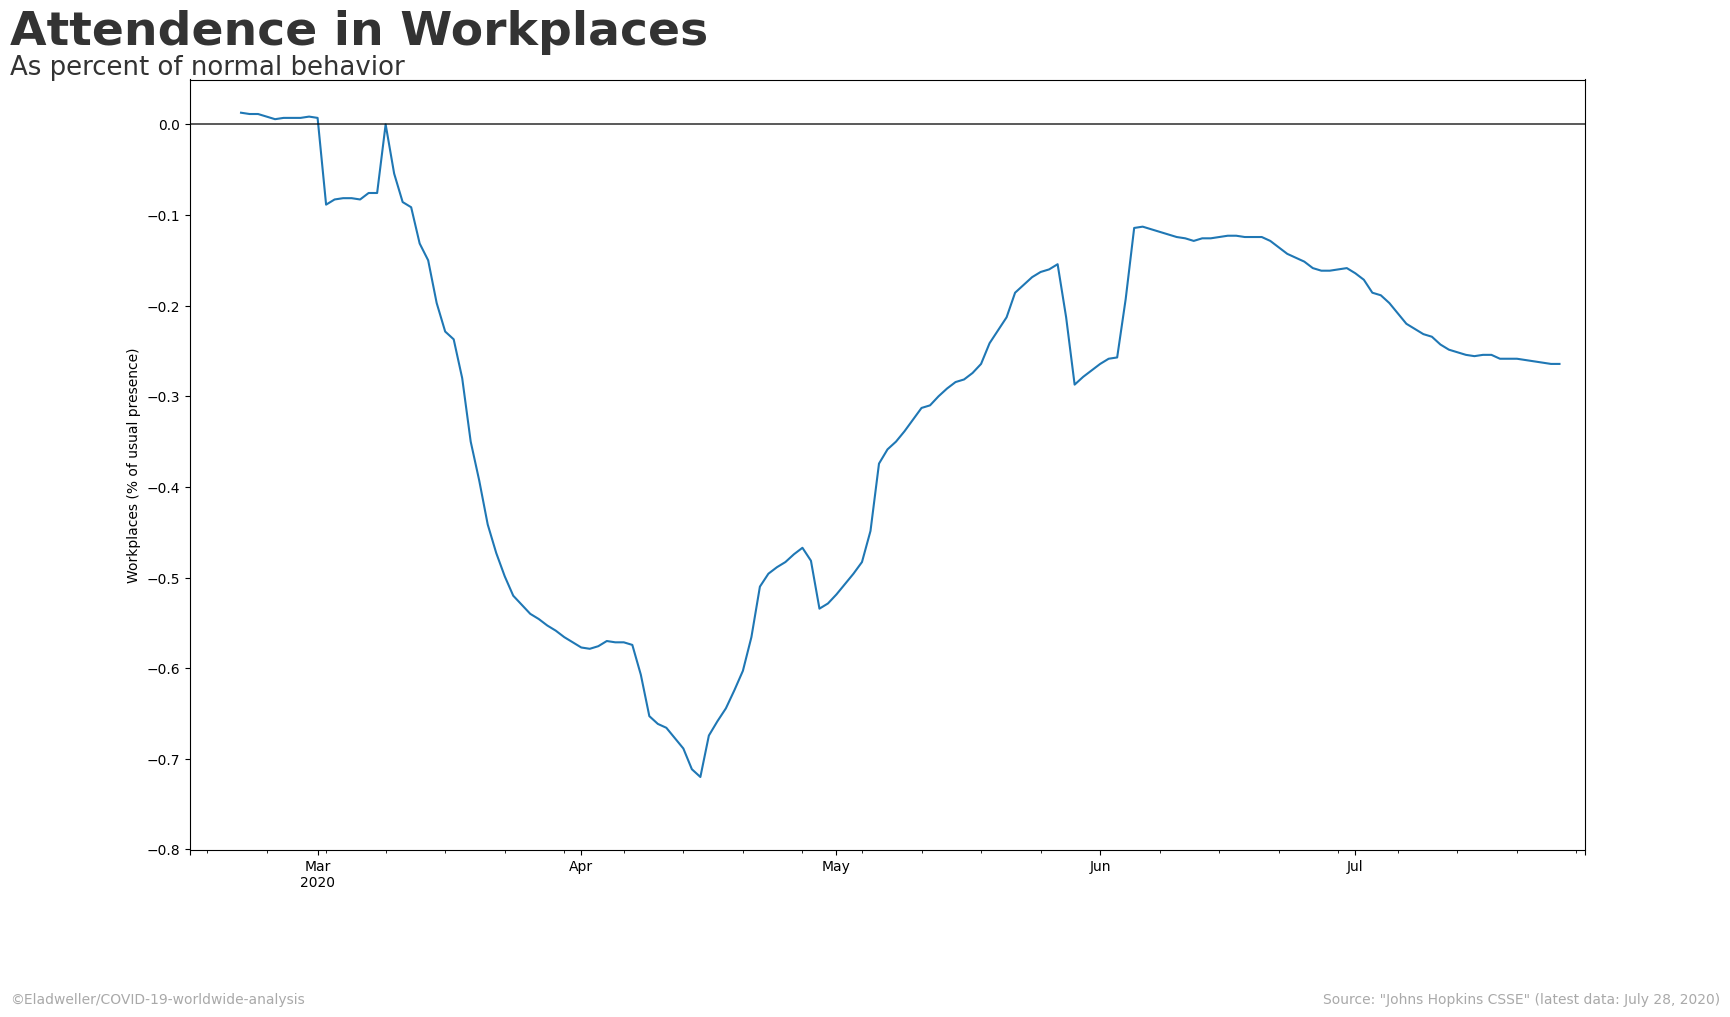 Attendence in Workplaces
As percent of normal behavior
0.0
−0.1
−0.2
−0.3
−0.4
−0.5
−0.6
−0.7
−0.8
Workplaces (% of usual presence)
Mar
2020
Apr
May
Jun
Jul
©Eladweller/COVID-19-worldwide-analysis
Source: "Johns Hopkins CSSE" (latest data: July 28, 2020)